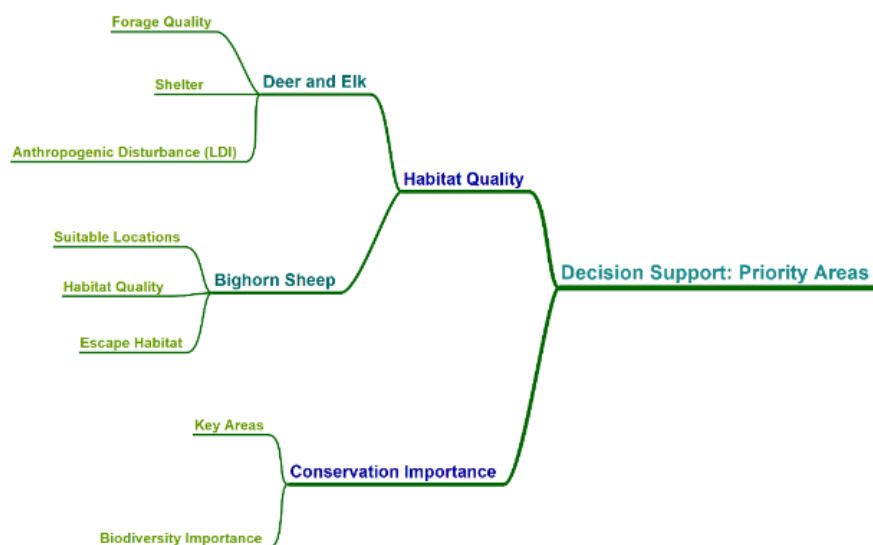 Forage Quality
Deer and Elk
Shelter
Anthropogenic Disturbance (LDI)
Habitat Quality
Suitable Locations
Bighorn Sheep
Habitat Quality
Escape Habitat
Decision Support: Priority Areas
Key Areas
Conservation Importance
Biodiversity Importance